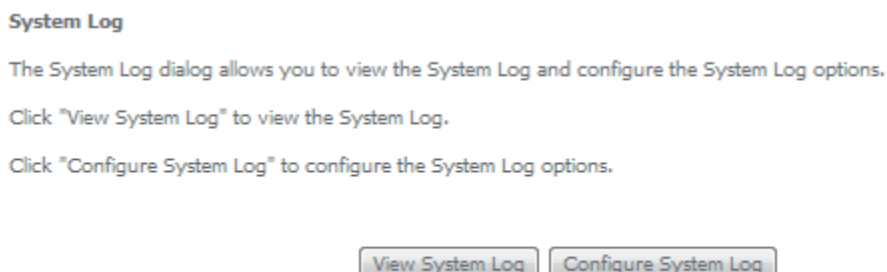 System Log
The System Log dialog allows you to view the System Log and configure the System Log options.
Click "View System Log" to view the System Log.
Click "Configure System Log" to configure the System Log options.
View System Log Configure System Log